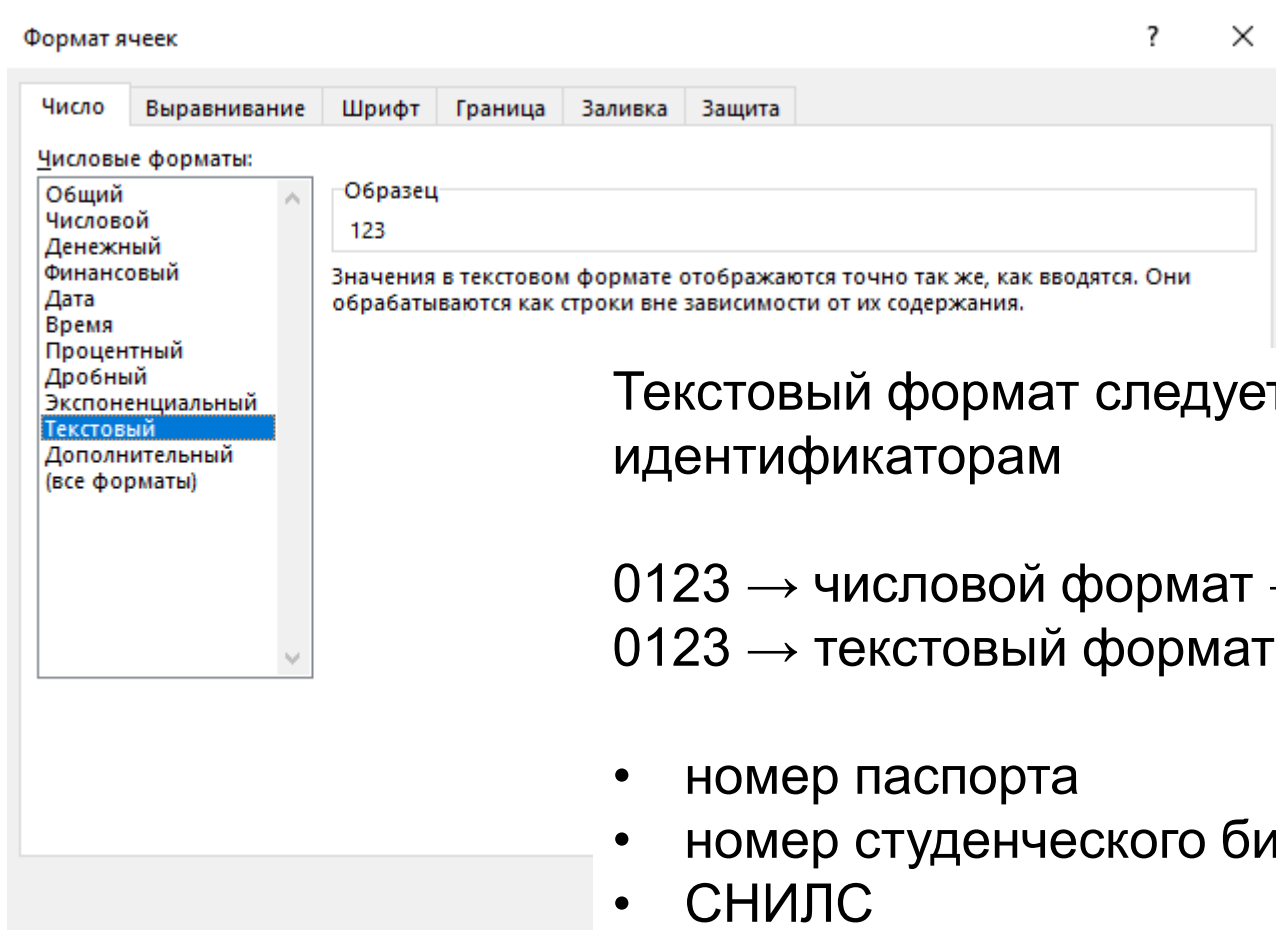 Формат ячеек ? ×
Число Выравнивание Шрифт Граница Заливка Защита
Числовые форматы:
Общий
Числовой
Денежный
Финансовый
Дата
Время
Процентный
Дробный
Экспоненциальный
Текстовый
Дополнительный
(все форматы)
Образец
123
Значения в текстовом формате отображаются точно так же, как вводятся. Они
обрабатываются как строки вне зависимости от их содержания.
Текстовый формат следует
идентификаторам
0123 → числовой формат -
0123 → текстовый формат
• номер паспорта
• номер студенческого би
• СНИЛС